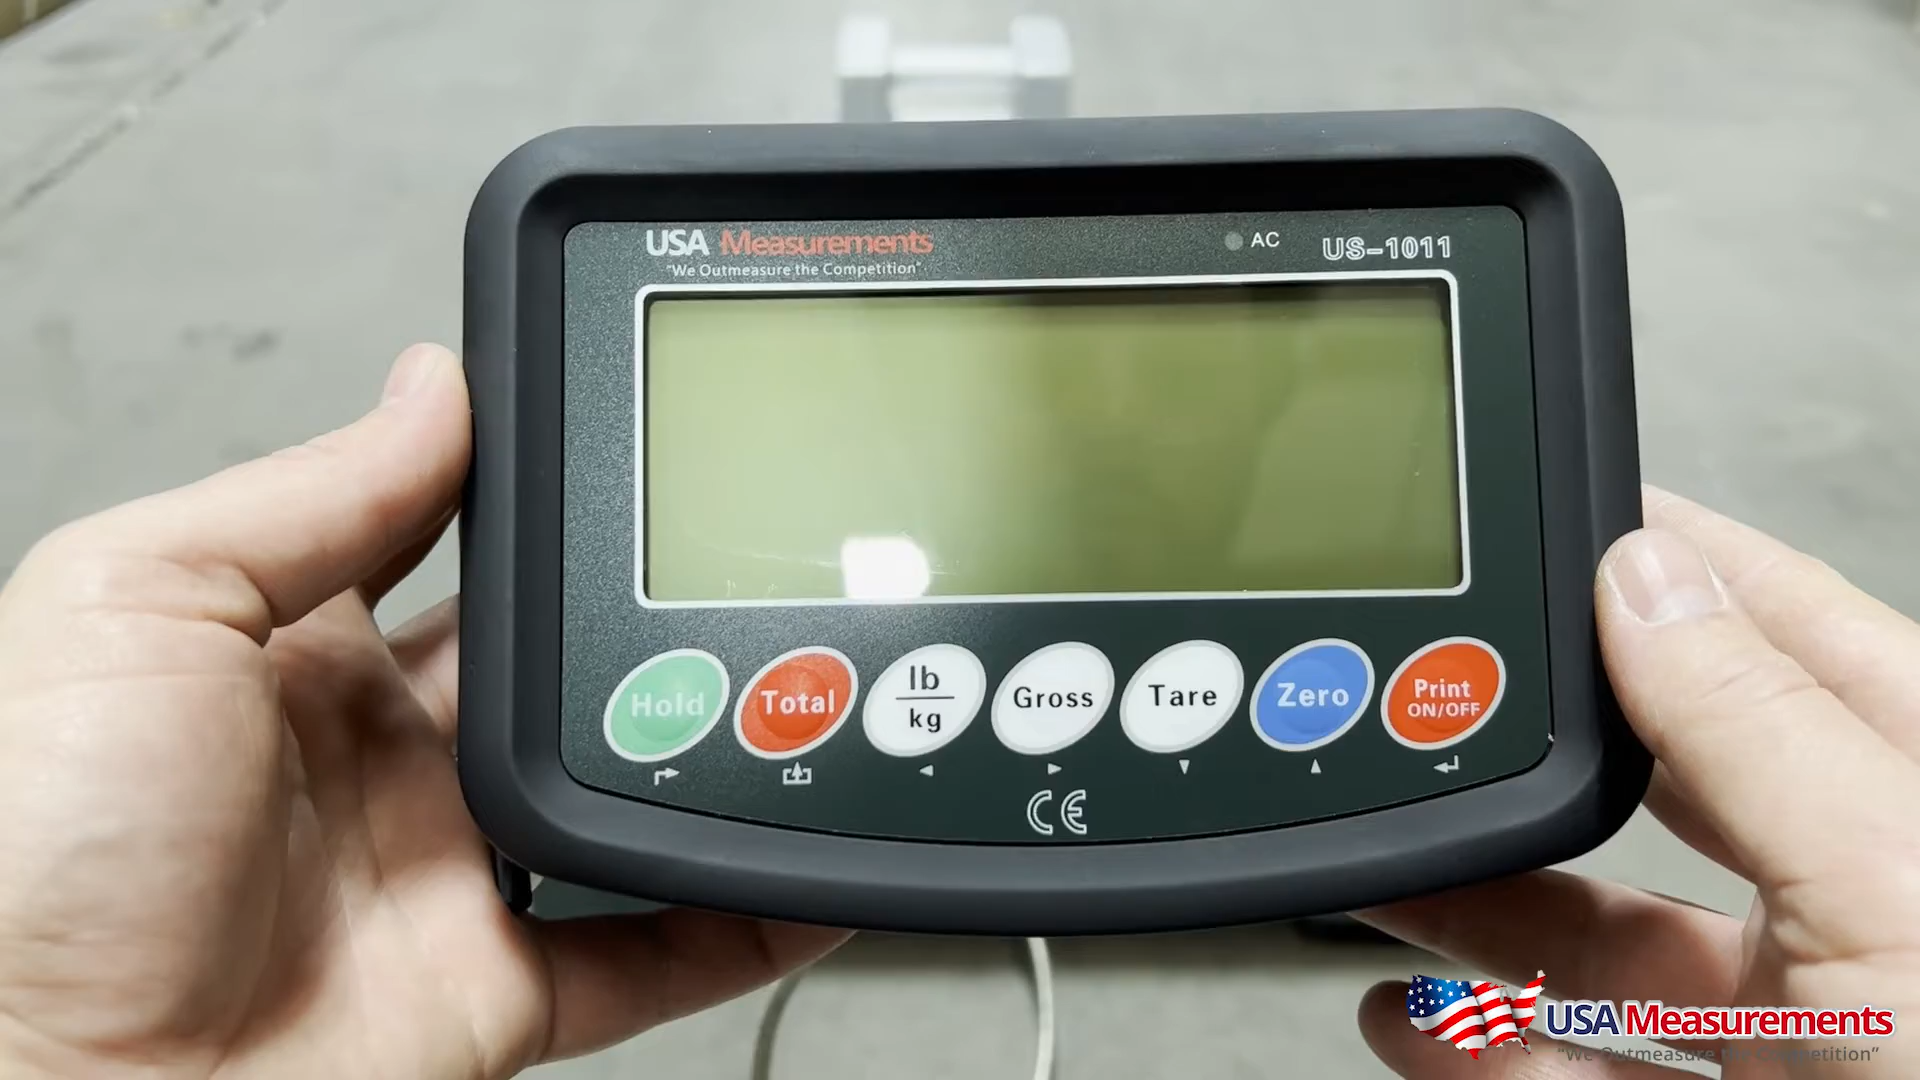 USA Measurements
"We Outmeasure the Competition"
AC
US-1011
Hold
Total
lb
kg
Gross
Tare
Zero
Print
ON/OFF
CE
USA Measurements
"We Outmeasure the Competition"